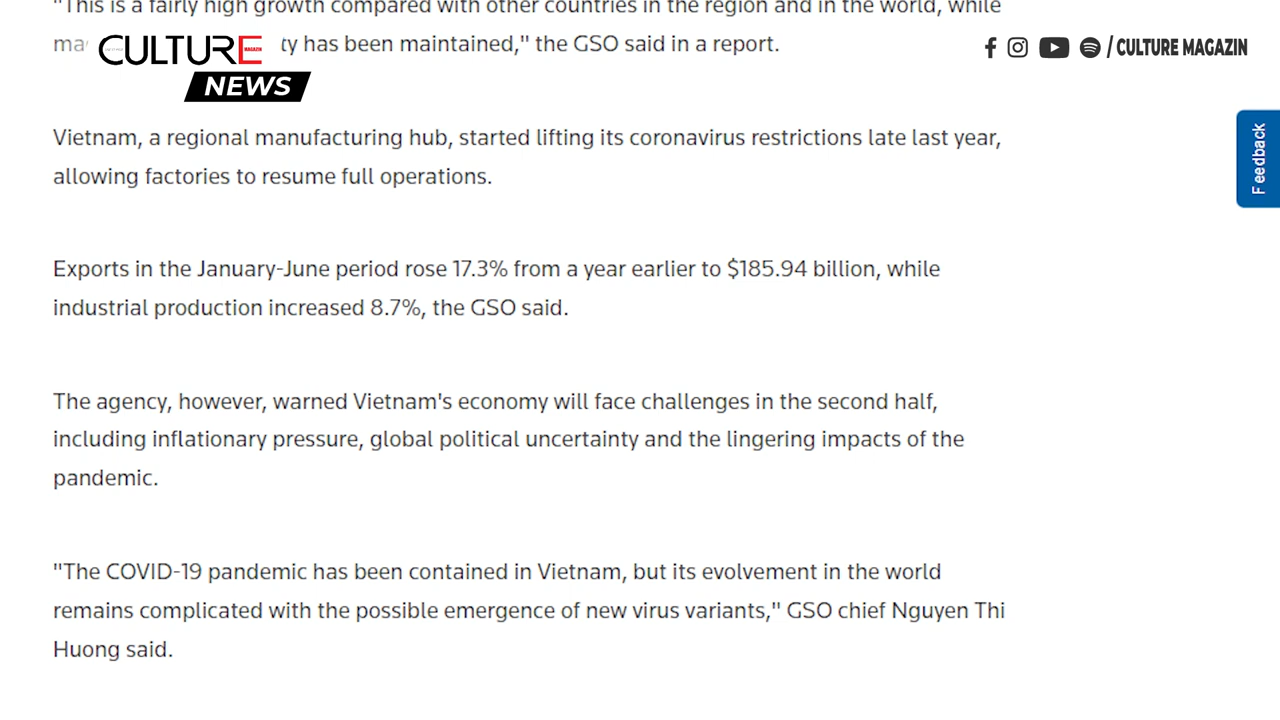 "This is a fairly high growth compared with other countries in the region and in the world, while
ty has been maintained," the GSO said in a report.
CULTURE
MAGAZIN
NEWS
/ CULTURE MAGAZIN
Feedback
Vietnam, a regional manufacturing hub, started lifting its coronavirus restrictions late last year,
allowing factories to resume full operations.
Exports in the January-June period rose 17.3% from a year earlier to $185.94 billion, while
industrial production increased 8.7%, the GSO said.
The agency, however, warned Vietnam's economy will face challenges in the second half,
including inflationary pressure, global political uncertainty and the lingering impacts of the
pandemic.
"The COVID-19 pandemic has been contained in Vietnam, but its evolvement in the world
remains complicated with the possible emergence of new virus variants," GSO chief Nguyen Thi
Huong said.